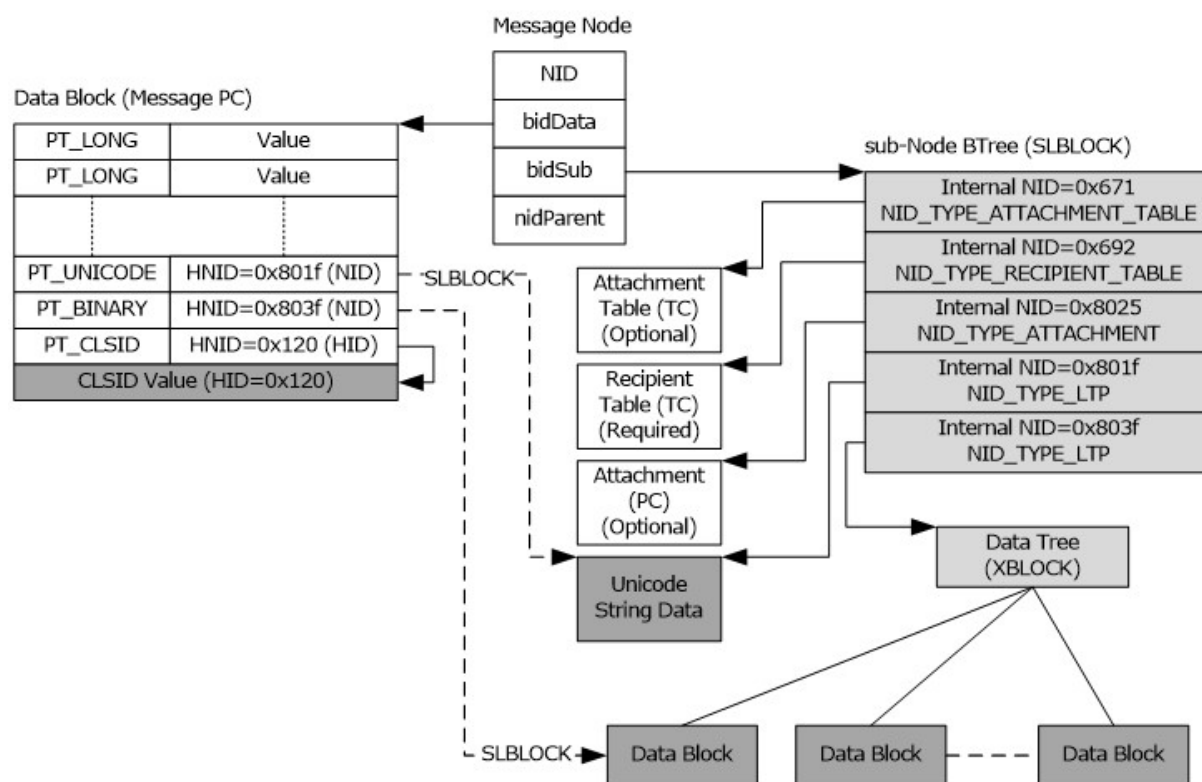 Message Node
NID
bidData
bidSub
nidParent
Data Block (Message PC)
PT_LONG Value
PT_LONG Value
PT_UNICODE HNID=0x801f (NID)
PT_BINARY HNID=0x803f (NID)
PT_CLSID HNID=0x120 (HID)
CLSID Value (HID=0x120)
SLBLOCK
sub-Node BTree (SLBLOCK)
Internal NID=0x671
NID_TYPE_ATTACHMENT_TABLE
Internal NID=0x692
NID_TYPE_RECIPIENT_TABLE
Internal NID=0x8025
NID_TYPE_ATTACHMENT
Internal NID=0x801f
NID_TYPE_LTP
Internal NID=0x803f
NID_TYPE_LTP
Attachment
Table (TC)
(Optional)
Recipient
Table (TC)
(Required)
Attachment
(PC)
(Optional)
Unicode
String Data
Data Tree
(XBLOCK)
SLBLOCK
Data Block
Data Block
Data Block